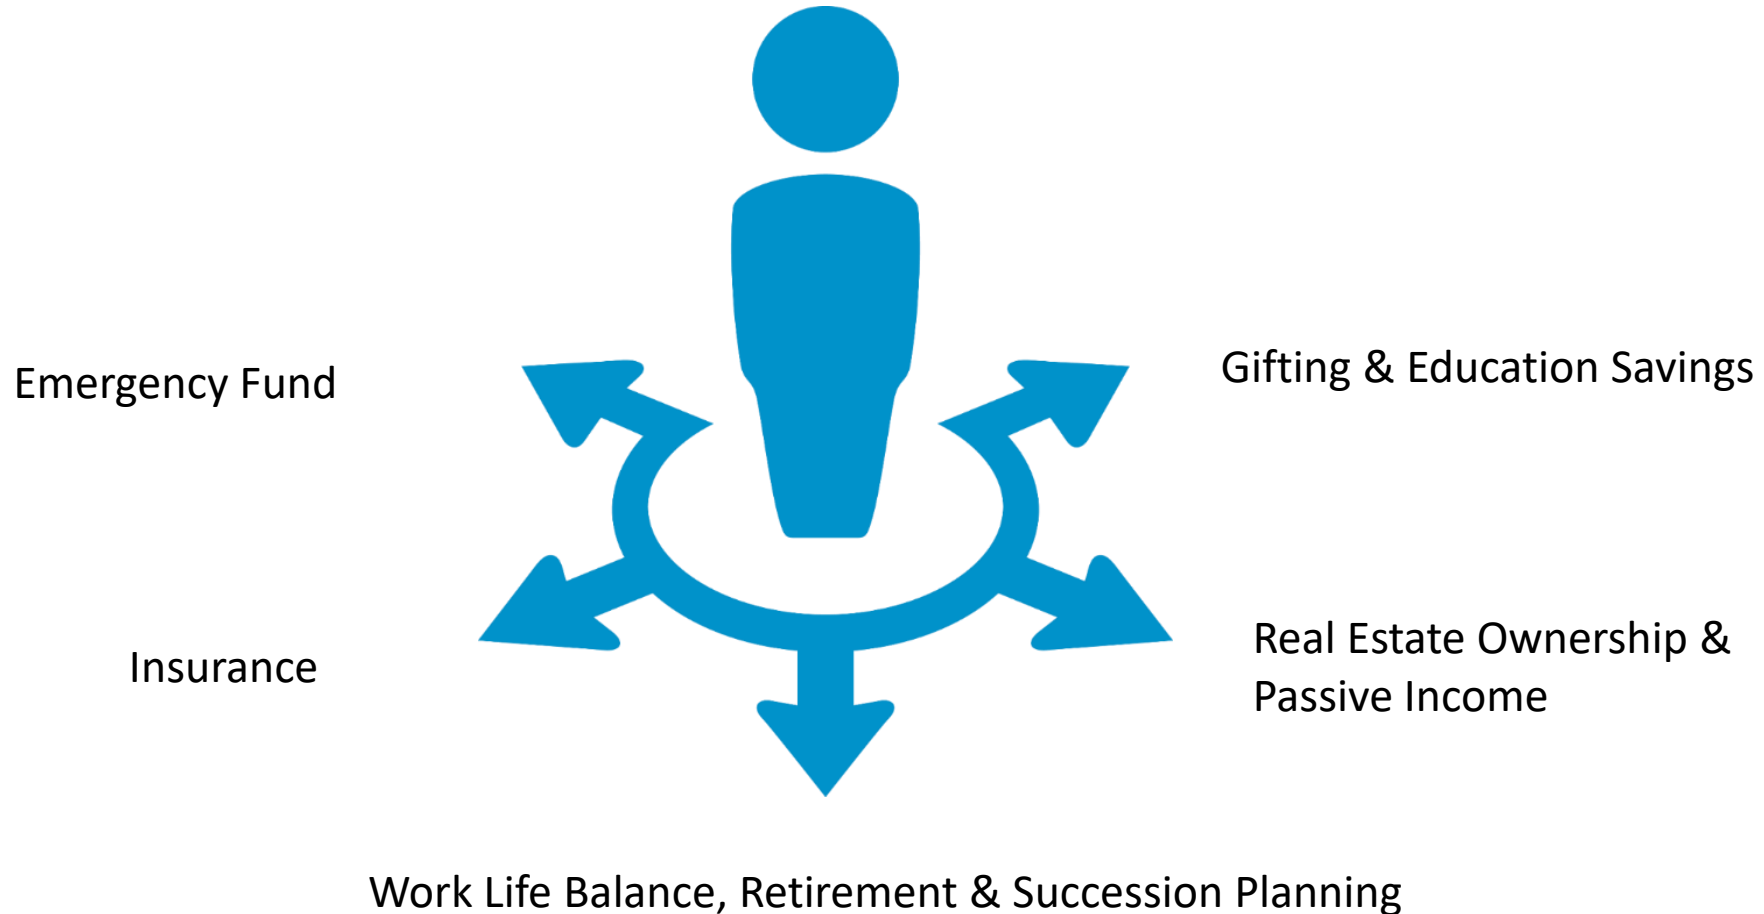 Gifting & Education Savings
Emergency Fund
Real Estate Ownership &
Passive Income
Insurance
Work Life Balance, Retirement & Succession Planning